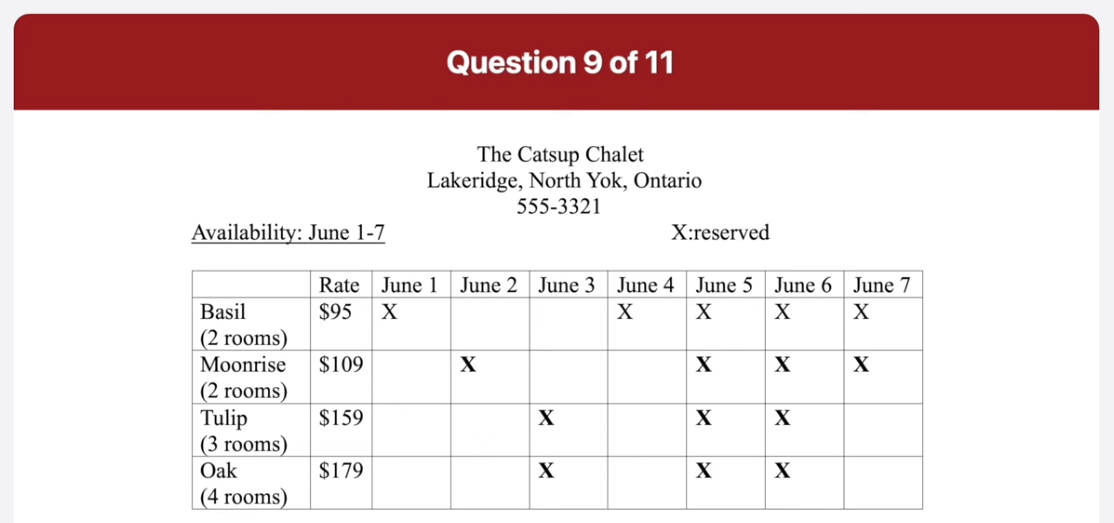 Question 9 of 11
The Catsup Chalet
Lakeridge, North Yok, Ontario
555-3321
Availability: June 1-7 X:reserved
Rate June 1 June 2 June 3 June 4 June 5 June 6 June 7
Basil $95 X X X X X
(2 rooms)
Moonrise $109 X X X X
(2 rooms)
Tulip $159 X X X
(3 rooms)
Oak $179 X X X
(4 rooms)